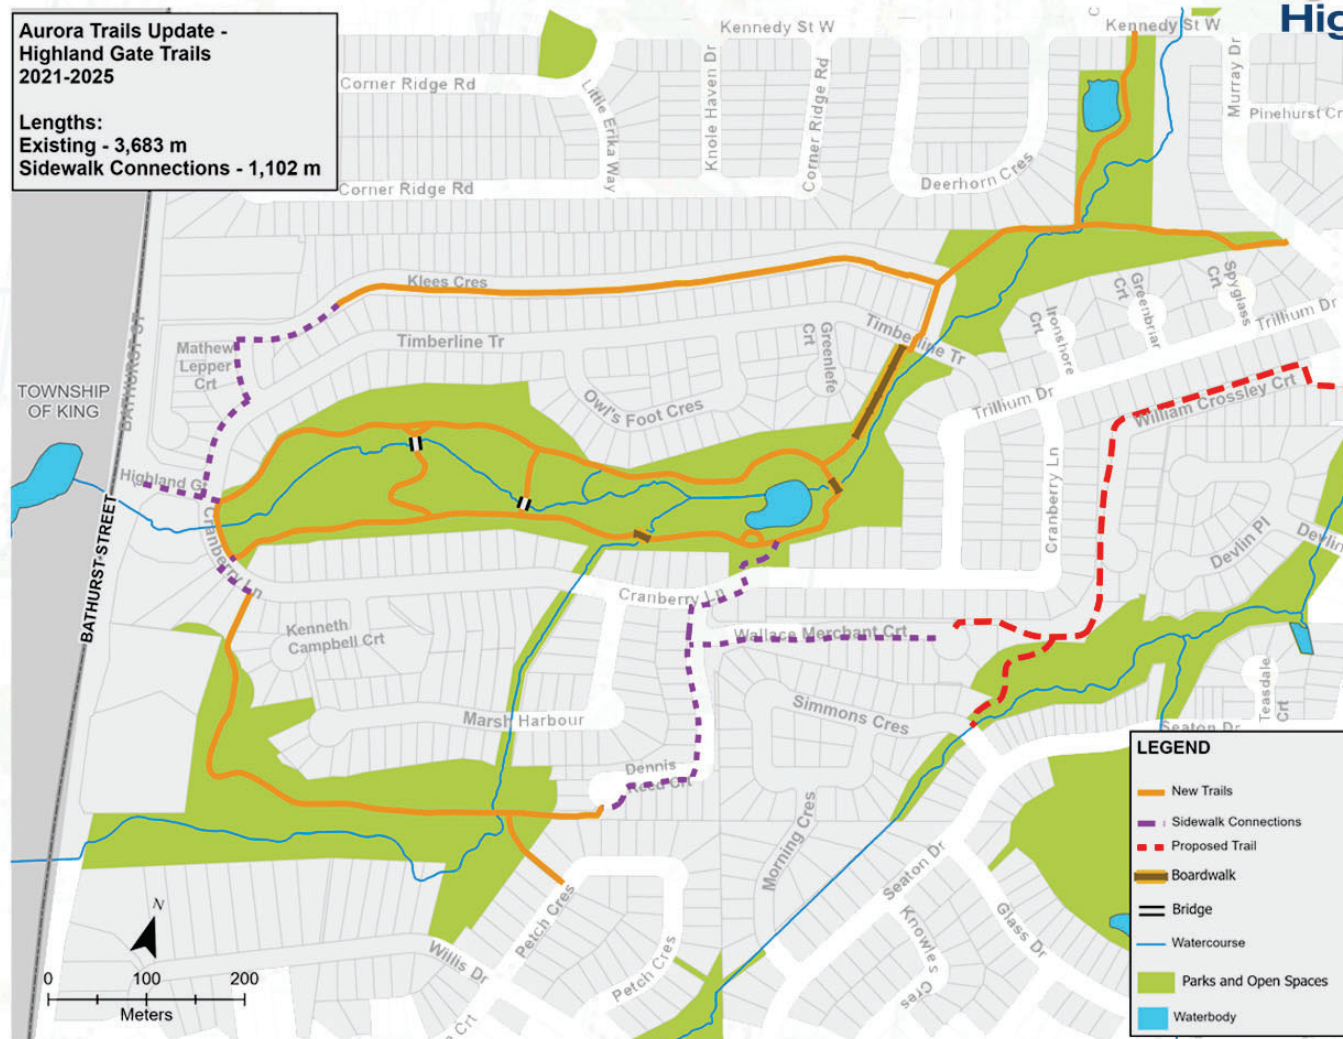 Hig
Aurora Trails Update -
Highland Gate Trails
2021-2025
Lengths:
Existing - 3,683 m
Sidewalk Connections - 1,102 m
Kennedy St W
Kennedy St W
Corner Ridge Rd
Little Erika Way
Knole Haven Dr
Corner Ridge Rd
Murray Dr
Pinehurst Cr
Deerhorn Cres
Corner Ridge Rd
Klees Cres
Spyglass
Crt
Greenbriar
Crt
Ironshore
Crt
Trillium Dr
BATHURST ST
Mathew
Lepper
Crt
Timberline Tr
Greenlefe
Crt
Timberline Tr
TOWNSHIP
OF KING
Owl's Foot Cres
Trillium Dr
William Crossley Crt
Highland G
Cranberry Ln
BATHURST STREET
Cranberry Ln
Devlin Pl
Devlin
Cranberry Ln
Kenneth
Campbell Crt
Wallace Merchant Crt
Teasdale
Crt
Simmons Cres
Marsh Harbour
Seaton Dr
Dennis
Reed Crt
Morning Cres
Seaton Dr
Knowles
Cres
Glass Dr
Petch Cres
Petch Cres
Willis Dr
Crt
N
0 100 200
Meters
LEGEND
New Trails
Sidewalk Connections
Proposed Trail
Boardwalk
Bridge
Watercourse
Parks and Open Spaces
Waterbody